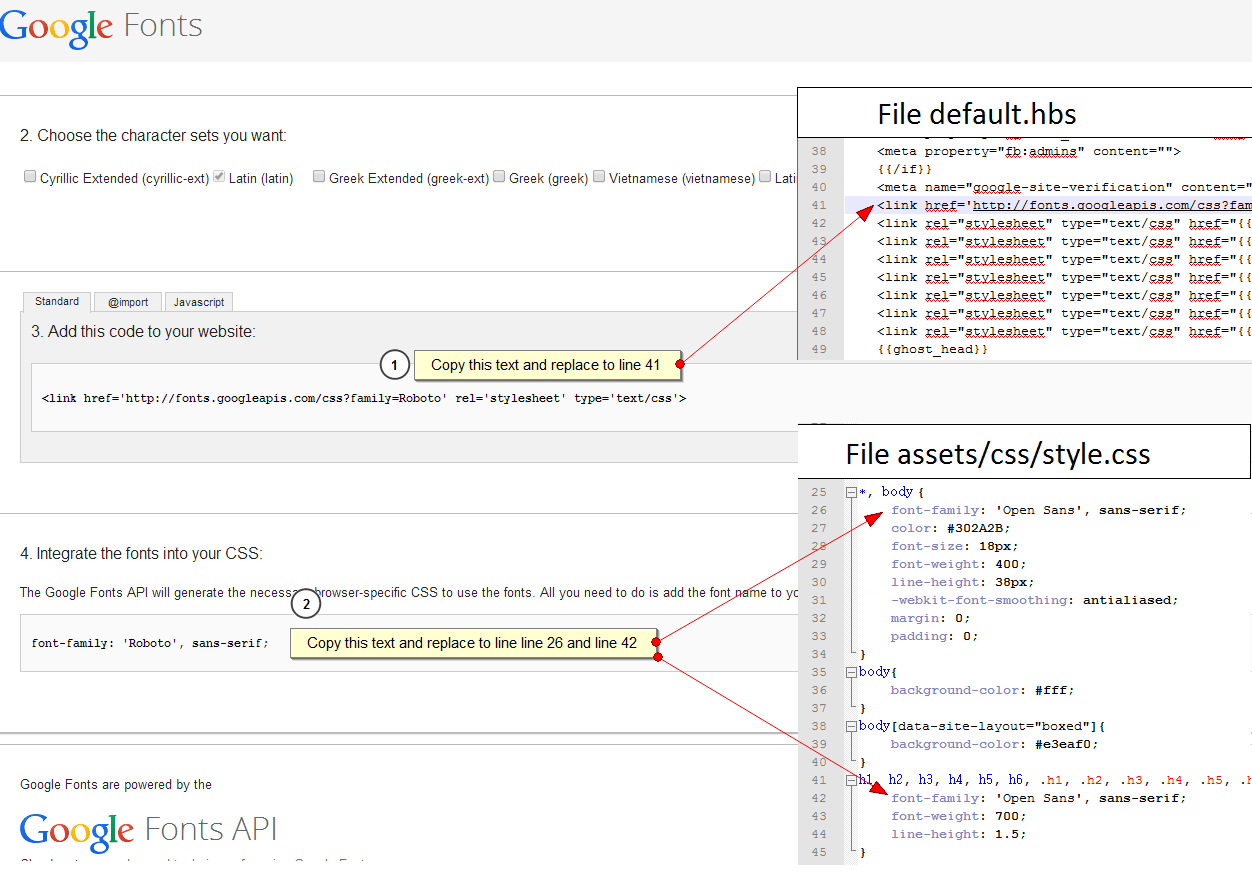 Google Fonts
2. Choose the character sets you want:
Cyrillic Extended (cyrillic-ext) Latin (latin) Greek Extended (greek-ext) Greek (greek) Vietnamese (vietnamese) Lati
Standard @import Javascript
3. Add this code to your website:
1 Copy this text and replace to line 41
<link href='http://fonts.googleapis.com/css?family=Roboto' rel='stylesheet' type='text/css'>
4. Integrate the fonts into your CSS:
The Google Fonts API will generate the necessa browser-specific CSS to use the fonts. All you need to do is add the font name to yo
2
font-family: 'Roboto', sans-serif;
Copy this text and replace to line line 26 and line 42
Google Fonts are powered by the
Google Fonts API
File default.hbs
38 <meta property="fb:admins" content="">
39 {{/if}}
40 <meta name="google-site-verification" content="
41 <link href='http://fonts.googleapis.com/css?fam
42 <link rel="stylesheet" type="text/css" href="{{
43 <link rel="stylesheet" type="text/css" href="{{
44 <link rel="stylesheet" type="text/css" href="{{
45 <link rel="stylesheet" type="text/css" href="{{
46 <link rel="stylesheet" type="text/css" href="{{
47 <link rel="stylesheet" type="text/css" href="{{
48 <link rel="stylesheet" type="text/css" href="{{
49 {{ghost_head}}
File assets/css/style.css
25 *, body {
26 font-family: 'Open Sans', sans-serif;
27 color: #302A2B;
28 font-size: 18px;
29 font-weight: 400;
30 line-height: 38px;
31 -webkit-font-smoothing: antialiased;
32 margin: 0;
33 padding: 0;
34 }
35 body{
36 background-color: #fff;
37 }
38 body[data-site-layout="boxed"]{
39 background-color: #e3eaf0;
40 }
41 h1, h2, h3, h4, h5, h6, .h1, .h2, .h3, .h4, .h5, .h
42 font-family: 'Open Sans', sans-serif;
43 font-weight: 700;
44 line-height: 1.5;
45 }